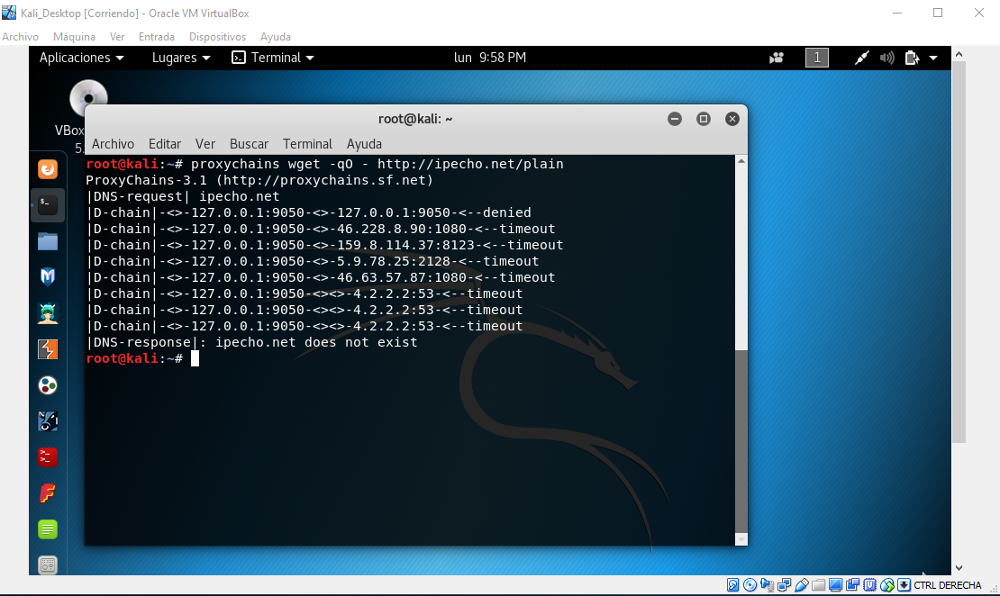 Kali_Desktop [Corriendo] - Oracle VM VirtualBox
Archivo Máquina Ver Entrada Dispositivos Ayuda
Aplicaciones Lugares Terminal lun 9:58 PM 1
VBox
5.
root@kali: ~
Archivo Editar Ver Buscar Terminal Ayuda
root@kali:~# proxychains wget -qO - http://ipecho.net/plain
ProxyChains-3.1 (http://proxychains.sf.net)
|DNS-request| ipecho.net
|D-chain|-<>-127.0.0.1:9050-<>-127.0.0.1:9050-<--denied
|D-chain|-<>-127.0.0.1:9050-<>-46.228.8.90:1080-<--timeout
|D-chain|-<>-127.0.0.1:9050-<>-159.8.114.37:8123-<--timeout
|D-chain|-<>-127.0.0.1:9050-<>-5.9.78.25:2128-<--timeout
|D-chain|-<>-127.0.0.1:9050-<>-46.63.57.87:1080-<--timeout
|D-chain|-<>-127.0.0.1:9050-<><>-4.2.2.2:53-<--timeout
|D-chain|-<>-127.0.0.1:9050-<><>-4.2.2.2:53-<--timeout
|D-chain|-<>-127.0.0.1:9050-<><>-4.2.2.2:53-<--timeout
|DNS-response|: ipecho.net does not exist
root@kali:~#
CTRL DERECHA